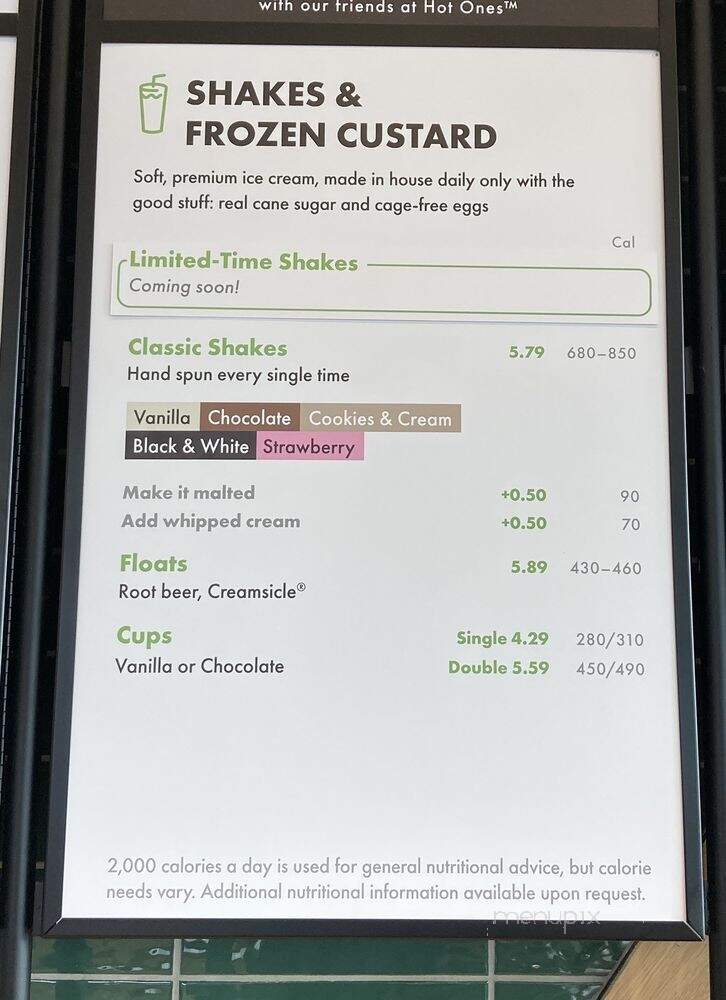 with our friends at Hot Ones™
SHAKES &
FROZEN CUSTARD
Soft, premium ice cream, made in house daily only with the
good stuff: real cane sugar and cage-free eggs
Cal
Limited-Time Shakes
Coming soon!
Classic Shakes 5.79 680–850
Hand spun every single time
Vanilla Chocolate Cookies & Cream
Black & White Strawberry
Make it malted +0.50 90
Add whipped cream +0.50 70
Floats 5.89 430–460
Root beer, Creamsicle®
Cups Single 4.29 280/310
Vanilla or Chocolate Double 5.59 450/490
2,000 calories a day is used for general nutritional advice, but calorie
needs vary. Additional nutritional information available upon request.
menupix